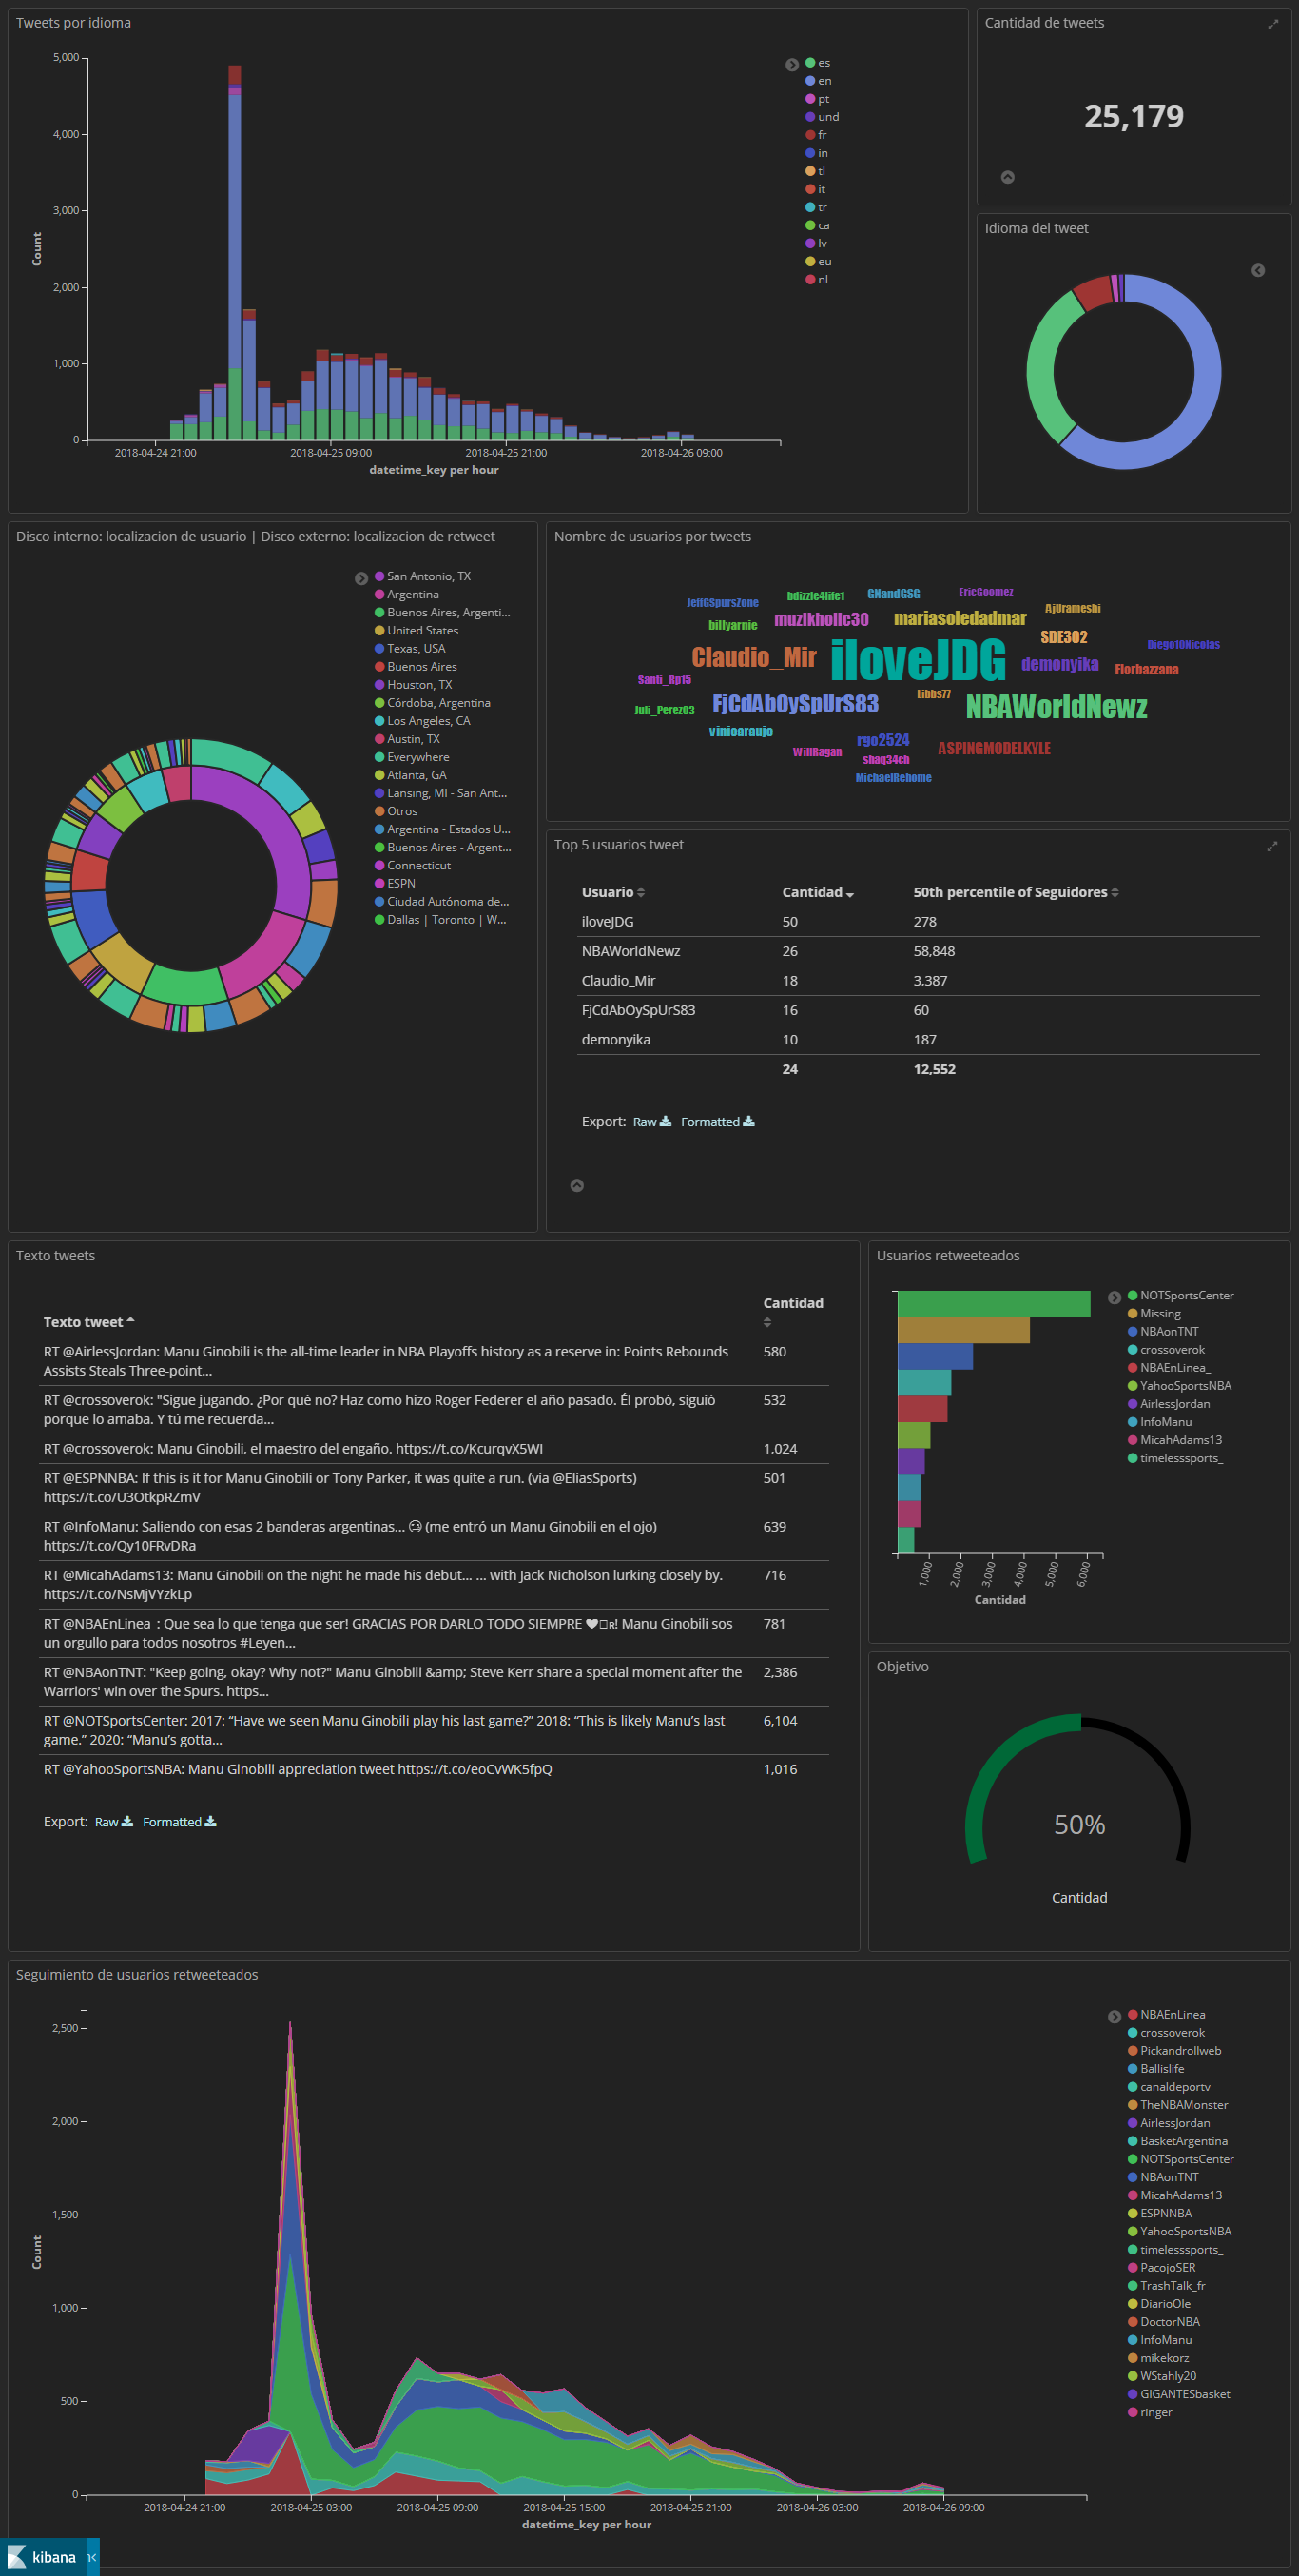 Tweets por idioma
5,000
4,000
3,000
2,000
1,000
0
Count
2018-04-24 21:00
2018-04-25 09:00
2018-04-25 21:00
2018-04-26 09:00
datetime_key per hour
es
en
pt
und
fr
in
tl
it
tr
ca
lv
eu
nl
Cantidad de tweets
25,179
Idioma del tweet
Disco interno: localizacion de usuario | Disco externo: localizacion de retweet
San Antonio, TX
Argentina
Buenos Aires, Argenti...
United States
Texas, USA
Buenos Aires
Houston, TX
Córdoba, Argentina
Los Angeles, CA
Austin, TX
Everywhere
Atlanta, GA
Lansing, MI - San Ant...
Otros
Argentina - Estados U...
Buenos Aires - Argent...
Connecticut
ESPN
Ciudad Autónoma de...
Dallas | Toronto | W...
Nombre de usuarios por tweets
JeffGSpursZone
bdizzle4life1
GNandGSG
EricGoomez
billyarnie
muzikholic30
mariasoledadmar
AjUrameshi
SDE302
Claudio_Mir
iloveJDG
demonyika
Diego10Nicolas
Florbazzana
Santi_Rp15
Juli_Perez03
FjCdAbOySpUrS83
Libbs77
NBAWorldNewz
vinioaraujo
WillRagan
rgo2524
shaq34ch
ASPINGMODELKYLE
MichaelRehome
Top 5 usuarios tweet
Usuario Cantidad 50th percentile of Seguidores
iloveJDG 50 278
NBAWorldNewz 26 58,848
Claudio_Mir 18 3,387
FjCdAbOySpUrS83 16 60
demonyika 10 187
24 12,552
Export: Raw Formatted
Texto tweets
Texto tweet Cantidad
RT @AirlessJordan: Manu Ginobili is the all-time leader in NBA Playoffs history as a reserve in: Points Rebounds 580
Assists Steals Three-point...
RT @crossoverok: "Sigue jugando. ¿Por qué no? Haz como hizo Roger Federer el año pasado. Él probó, siguió 532
porque lo amaba. Y tú me recuerda...
RT @crossoverok: Manu Ginobili, el maestro del engaño. https://t.co/KcurqvX5WI 1,024
RT @ESPNNBA: If this is it for Manu Ginobili or Tony Parker, it was quite a run. (via @EliasSports) 501
https://t.co/U3OtkpRZmV
RT @InfoManu: Saliendo con esas 2 banderas argentinas... 😢 (me entró un Manu Ginobili en el ojo) 639
https://t.co/Qy10FRvDRa
RT @MicahAdams13: Manu Ginobili on the night he made his debut... ... with Jack Nicholson lurking closely by. 716
https://t.co/NsMjVYzkLp
RT @NBAEnLinea_: Que sea lo que tenga que ser! GRACIAS POR DARLO TODO SIEMPRE ❤! Manu Ginobili sos 781
un orgullo para todos nosotros #Leyen...
RT @NBAonTNT: "Keep going, okay? Why not?" Manu Ginobili &amp; Steve Kerr share a special moment after the 2,386
Warriors' win over the Spurs. https...
RT @NOTSportsCenter: 2017: “Have we seen Manu Ginobili play his last game?” 2018: “This is likely Manu’s last 6,104
game.” 2020: “Manu’s gotta...
RT @YahooSportsNBA: Manu Ginobili appreciation tweet https://t.co/eoCvWK5fpQ 1,016
Export: Raw Formatted
Usuarios retweeteados
NOTSportsCenter
Missing
NBAonTNT
crossoverok
NBAEnLinea_
YahooSportsNBA
AirlessJordan
InfoManu
MicahAdams13
timelesssports_
1,000
2,000
3,000
4,000
5,000
6,000
Cantidad
Objetivo
50%
Cantidad
Seguimiento de usuarios retweeteados
2,500
2,000
1,500
1,000
500
0
Count
2018-04-24 21:00
2018-04-25 03:00
2018-04-25 09:00
2018-04-25 15:00
2018-04-25 21:00
2018-04-26 03:00
2018-04-26 09:00
datetime_key per hour
NBAEnLinea_
crossoverok
Pickandrollweb
Ballislife
canaldeportv
TheNBAMonster
AirlessJordan
BasketArgentina
NOTSportsCenter
NBAonTNT
MicahAdams13
ESPNNBA
YahooSportsNBA
timelesssports_
PacojoSER
TrashTalk_fr
DiarioOle
DoctorNBA
InfoManu
mikekorz
WStahly20
GIGANTESbasket
ringer
kibana